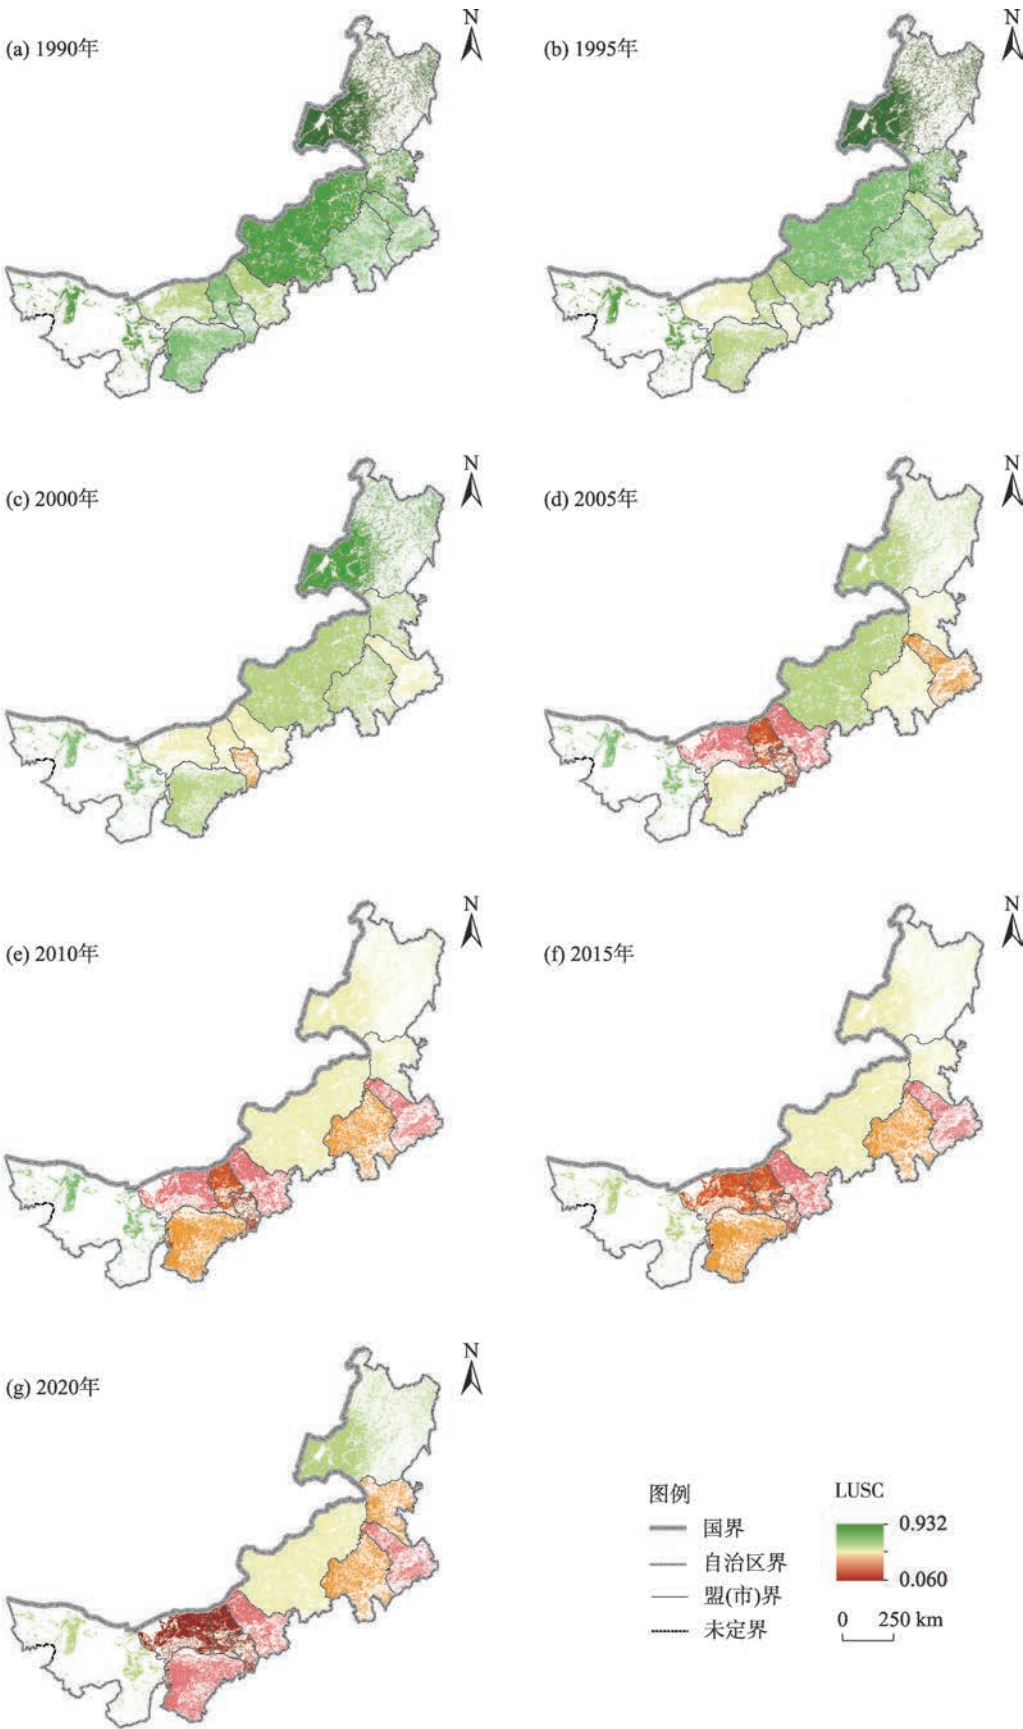 N
N
(a) 1990年
(b) 1995年
N
N
(c) 2000年
(d) 2005年
N
N
(e) 2010年
(f) 2015年
N
(g) 2020年
图例
国界
自治区界
盟(市)界
未定界
LUSC
0.932
0.060
0 250 km